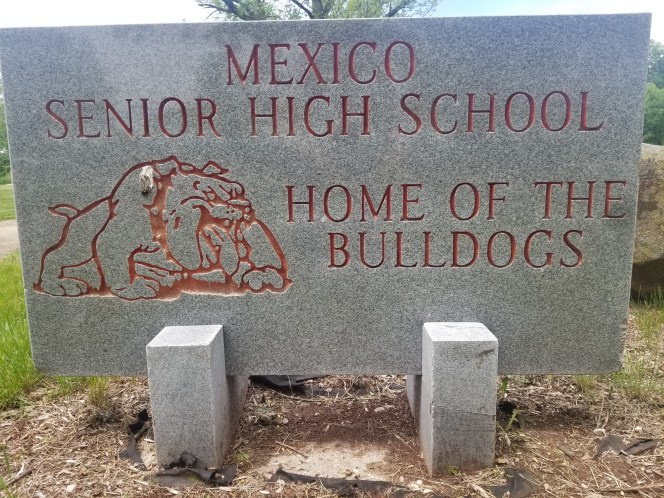 MEXICO
SENIOR HIGH SCHOOL
HOME OF THE
BULLDOGS